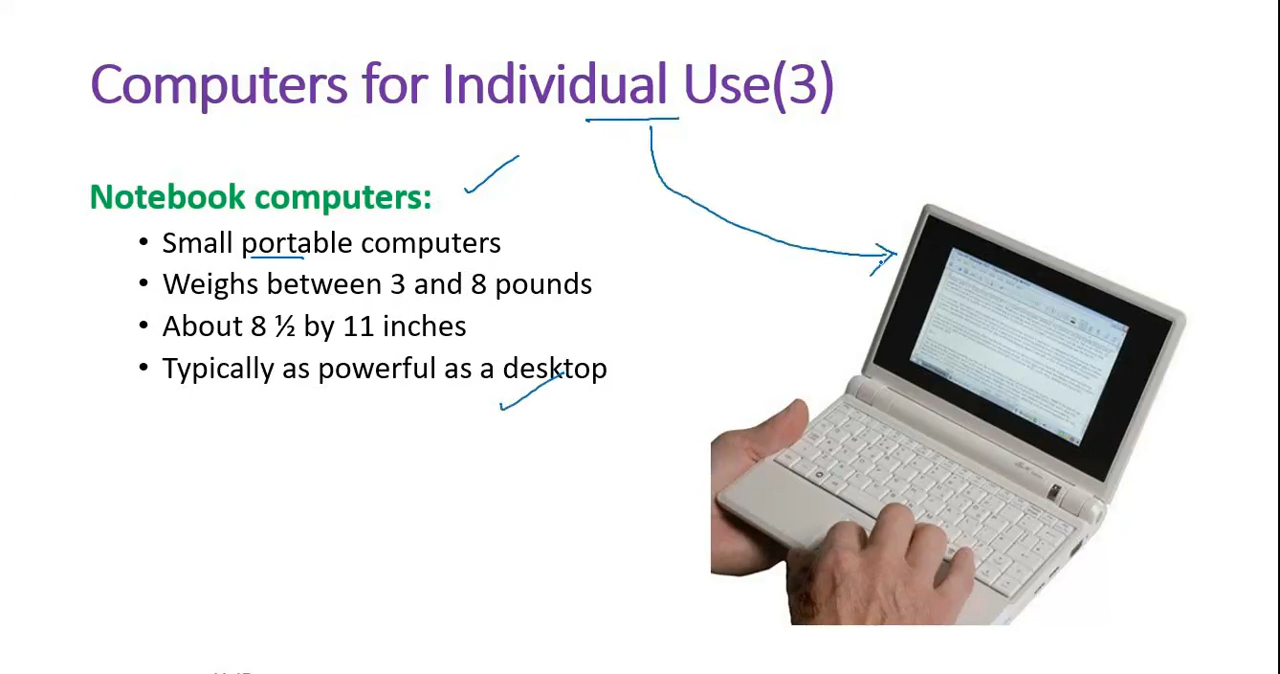 Computers for Individual Use(3)
Notebook computers:
• Small portable computers
• Weighs between 3 and 8 pounds
• About 8 ½ by 11 inches
• Typically as powerful as a desktop